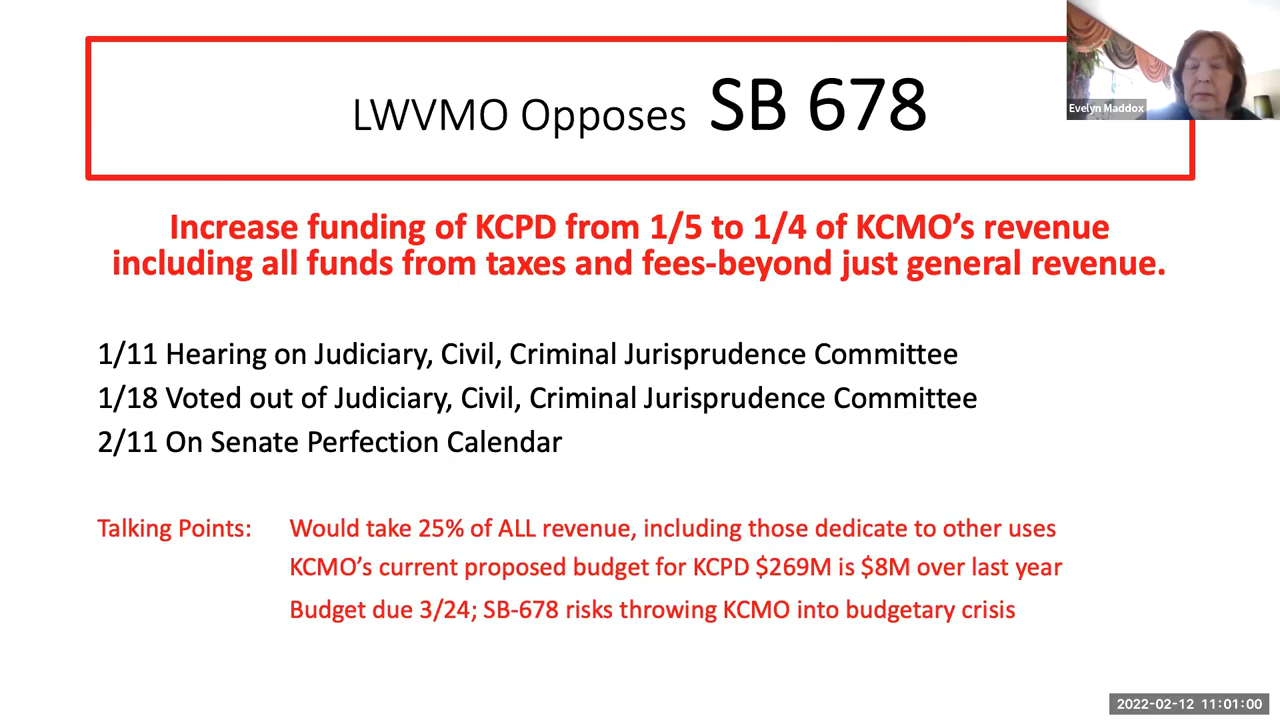 LWVMO Opposes SB 678
Evelyn Maddox
Increase funding of KCPD from 1/5 to 1/4 of KCMO’s revenue
including all funds from taxes and fees-beyond just general revenue.
1/11 Hearing on Judiciary, Civil, Criminal Jurisprudence Committee
1/18 Voted out of Judiciary, Civil, Criminal Jurisprudence Committee
2/11 On Senate Perfection Calendar
Talking Points: Would take 25% of ALL revenue, including those dedicate to other uses
KCMO’s current proposed budget for KCPD $269M is $8M over last year
Budget due 3/24; SB-678 risks throwing KCMO into budgetary crisis
2022-02-12 11:01:00